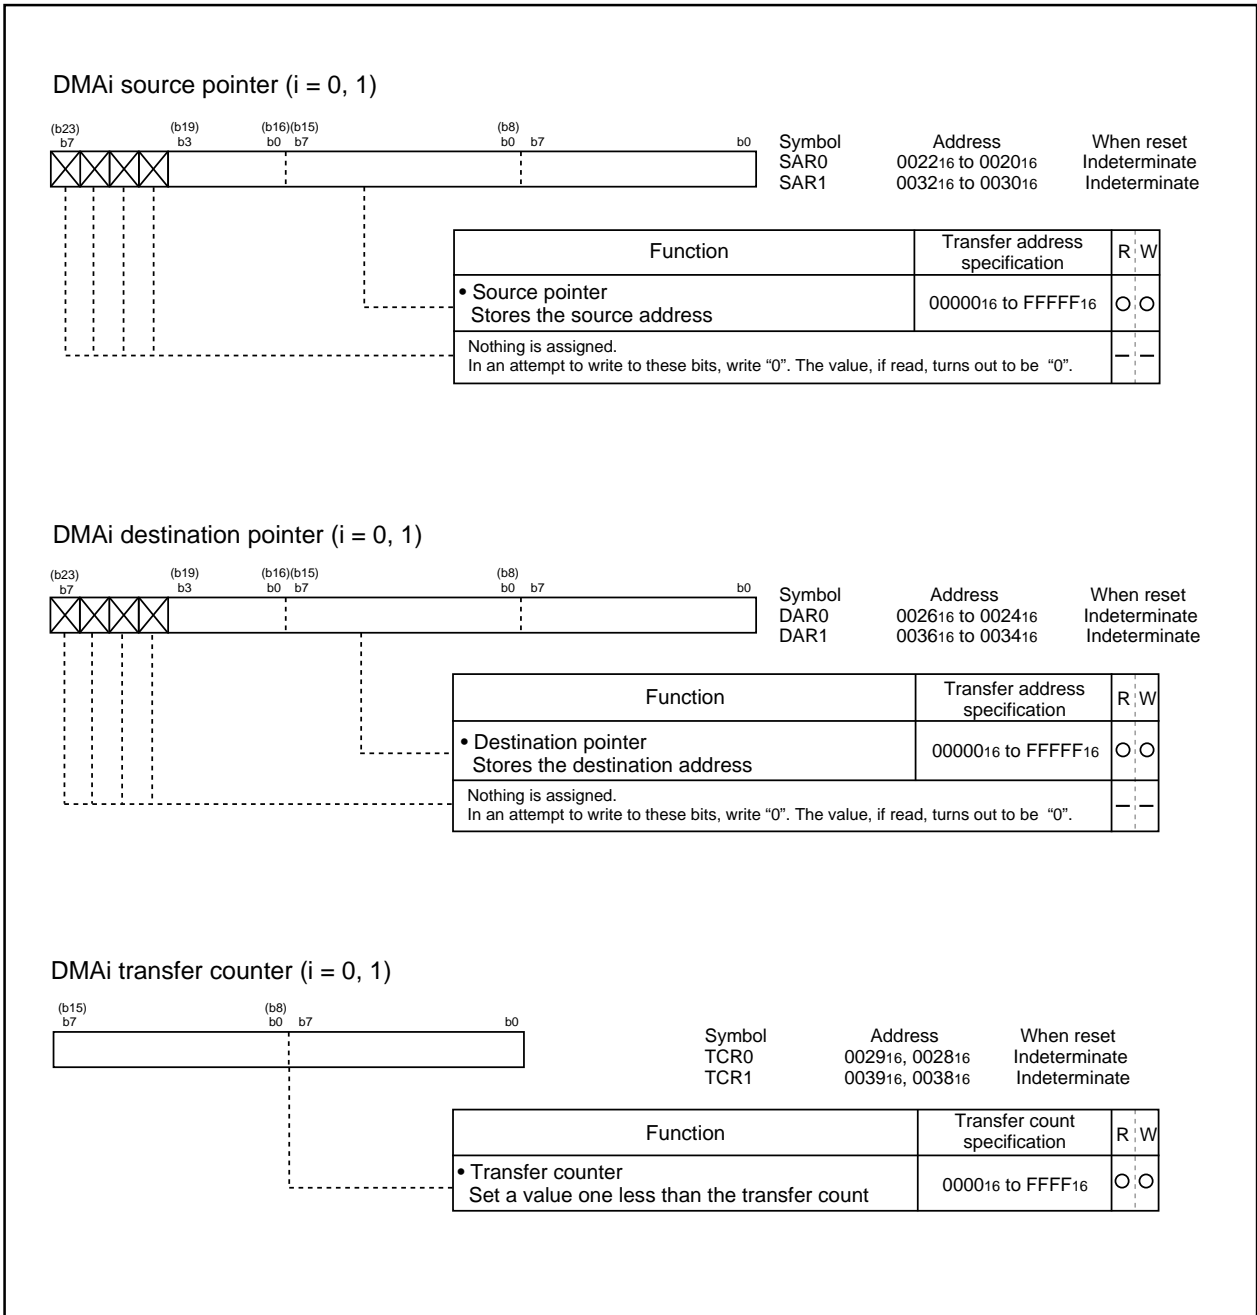 DMAi source pointer (i = 0, 1)
(b23) (b19) (b16)(b15) (b8)
b7 b3 b0 b7 b0 b7 b0
Symbol Address When reset
SAR0 002216 to 002016 Indeterminate
SAR1 003216 to 003016 Indeterminate
Function Transfer address specification R W
• Source pointer
Stores the source address 0000016 to FFFFF16 O O
Nothing is assigned.
In an attempt to write to these bits, write “0”. The value, if read, turns out to be “0”. – –
DMAi destination pointer (i = 0, 1)
(b23) (b19) (b16)(b15) (b8)
b7 b3 b0 b7 b0 b7 b0
Symbol Address When reset
DAR0 002616 to 002416 Indeterminate
DAR1 003616 to 003416 Indeterminate
Function Transfer address specification R W
• Destination pointer
Stores the destination address 0000016 to FFFFF16 O O
Nothing is assigned.
In an attempt to write to these bits, write “0”. The value, if read, turns out to be “0”. – –
DMAi transfer counter (i = 0, 1)
(b15) (b8)
b7 b0 b7 b0
Symbol Address When reset
TCR0 002916, 002816 Indeterminate
TCR1 003916, 003816 Indeterminate
Function Transfer count specification R W
• Transfer counter
Set a value one less than the transfer count 000016 to FFFF16 O O